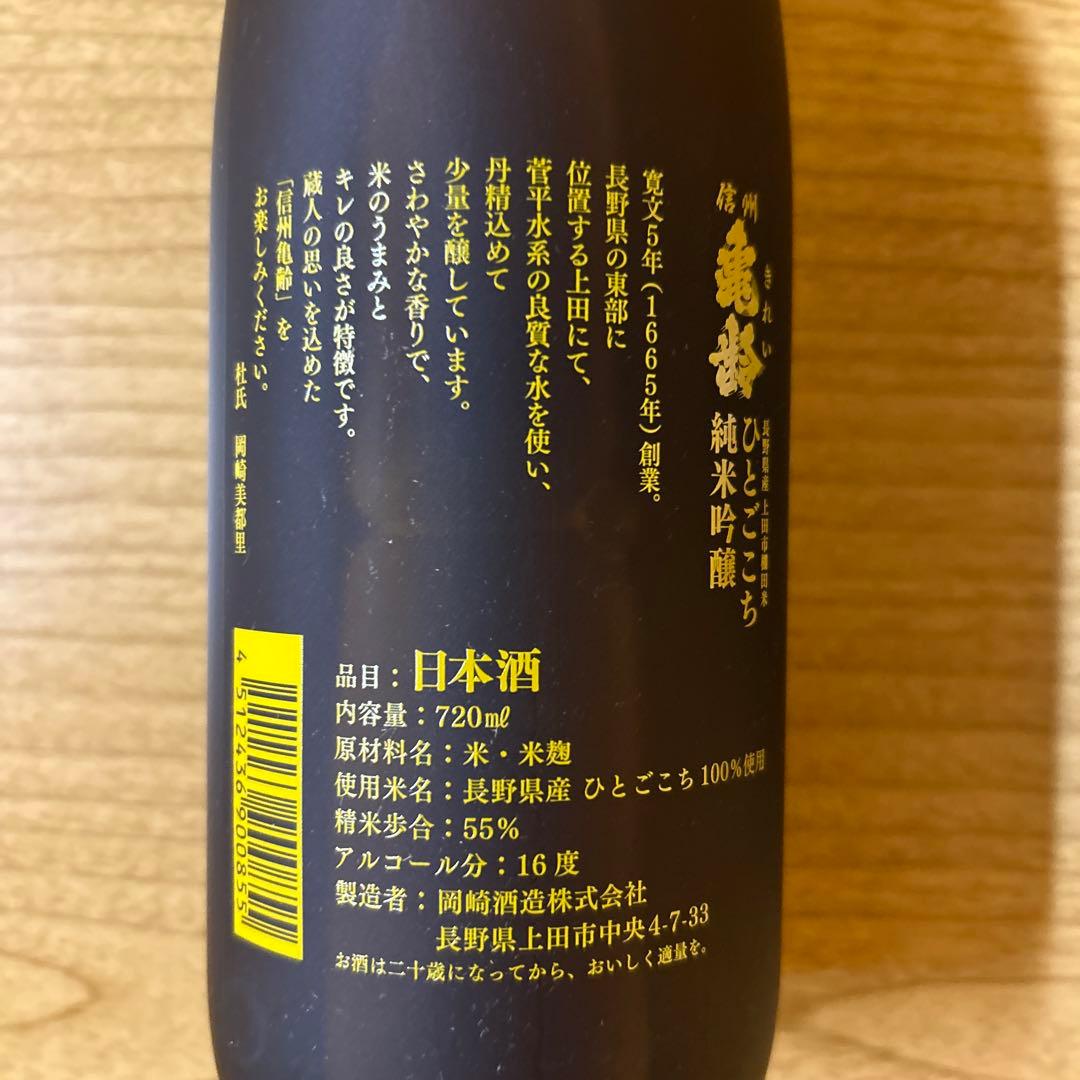 信州
亀齢
きれい
長野県産 上田市棚田米
ひとごこち
純米吟醸
寛文5年(1665年)創業。
長野県の東部に
位置する上田にて、
菅平水系の良質な水を使い、
丹精込めて
少量を醸しています。
さわやかな香りで、
米のうまみと
キレの良さが特徴です。
蔵人の思いを込めた
「信州亀齢」を
お楽しみください。
杜氏 岡崎美都里
品目:日本酒
内容量:720㎖
原材料名:米・米麹
使用米名:長野県産 ひとごこち100%使用
精米歩合:55%
アルコール分:16度
製造者:岡崎酒造株式会社
長野県上田市中央4-7-33
お酒は二十歳になってから、おいしく適量を。
4512436900855